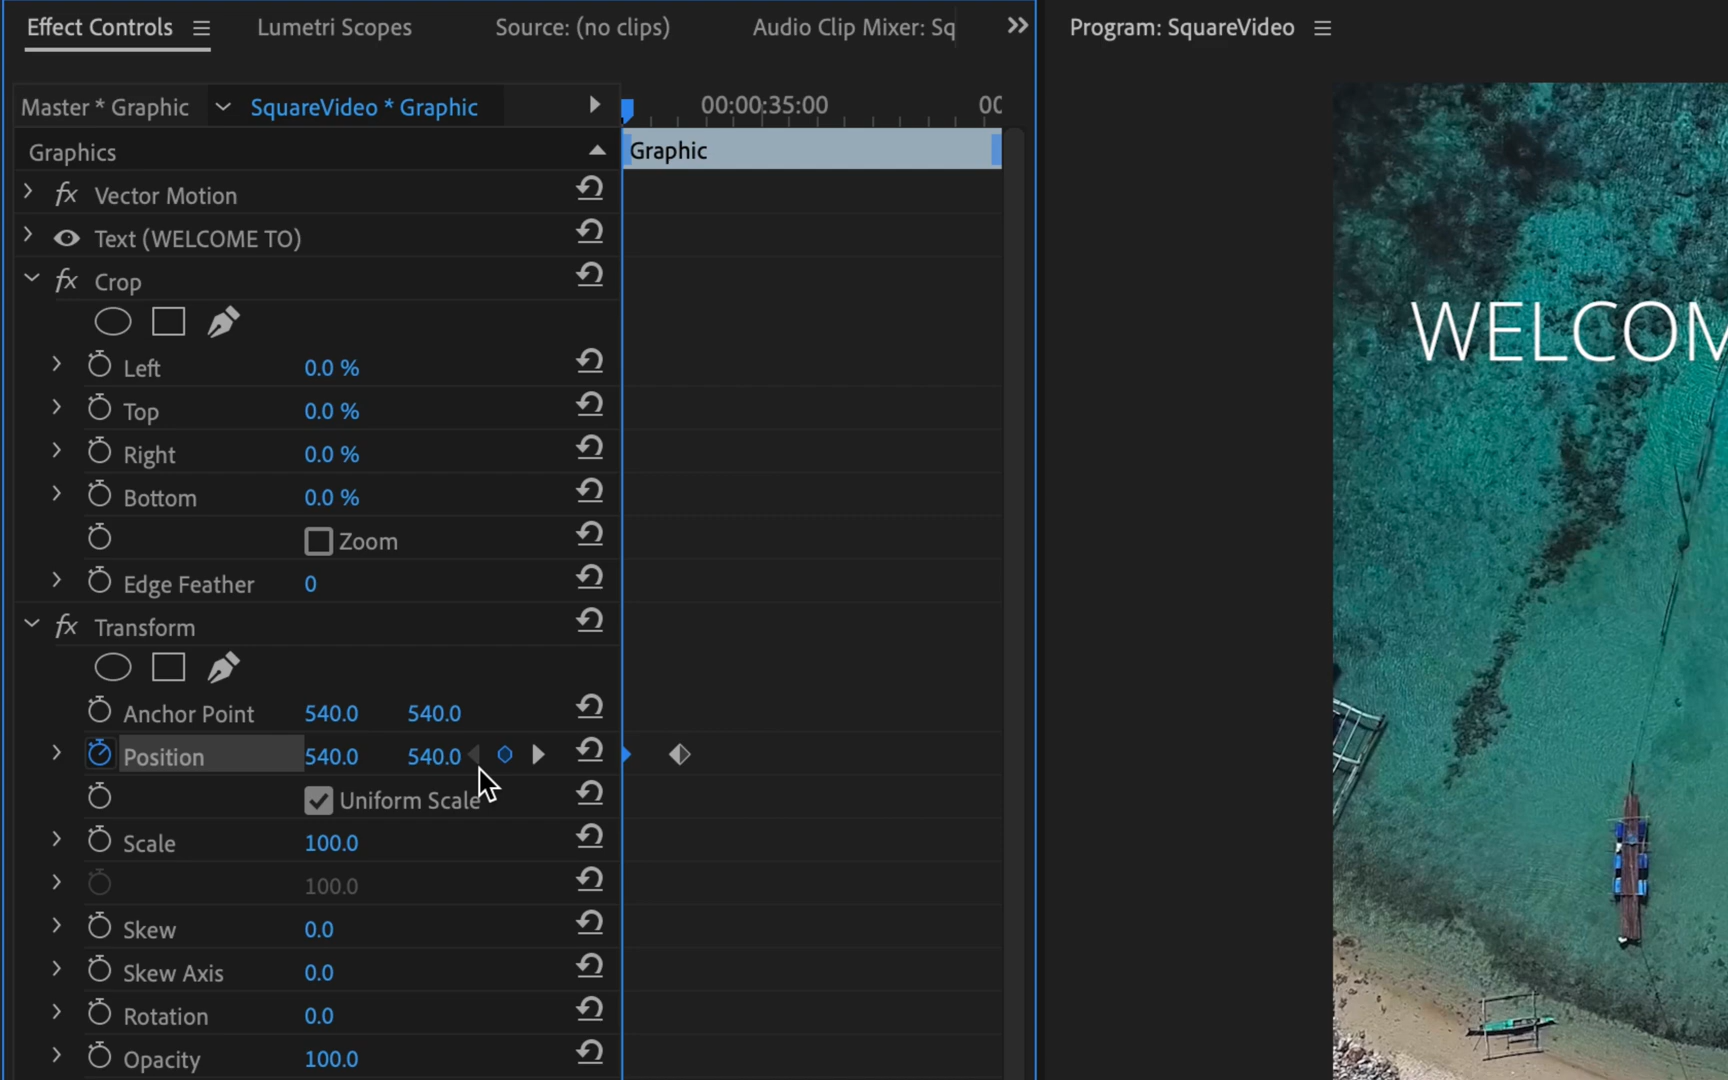 Effect Controls
Lumetri Scopes
Source: (no clips)
Audio Clip Mixer: Sq
Program: SquareVideo
Master * Graphic
SquareVideo * Graphic
00:00:35:00
00
Graphics
Graphic
fx Vector Motion
Text (WELCOME TO)
fx Crop
Left 0.0 %
Top 0.0 %
Right 0.0 %
Bottom 0.0 %
Zoom
Edge Feather 0
fx Transform
Anchor Point 540.0 540.0
Position 540.0 540.0
Uniform Scale
Scale 100.0
100.0
Skew 0.0
Skew Axis 0.0
Rotation 0.0
Opacity 100.0
WELCOM